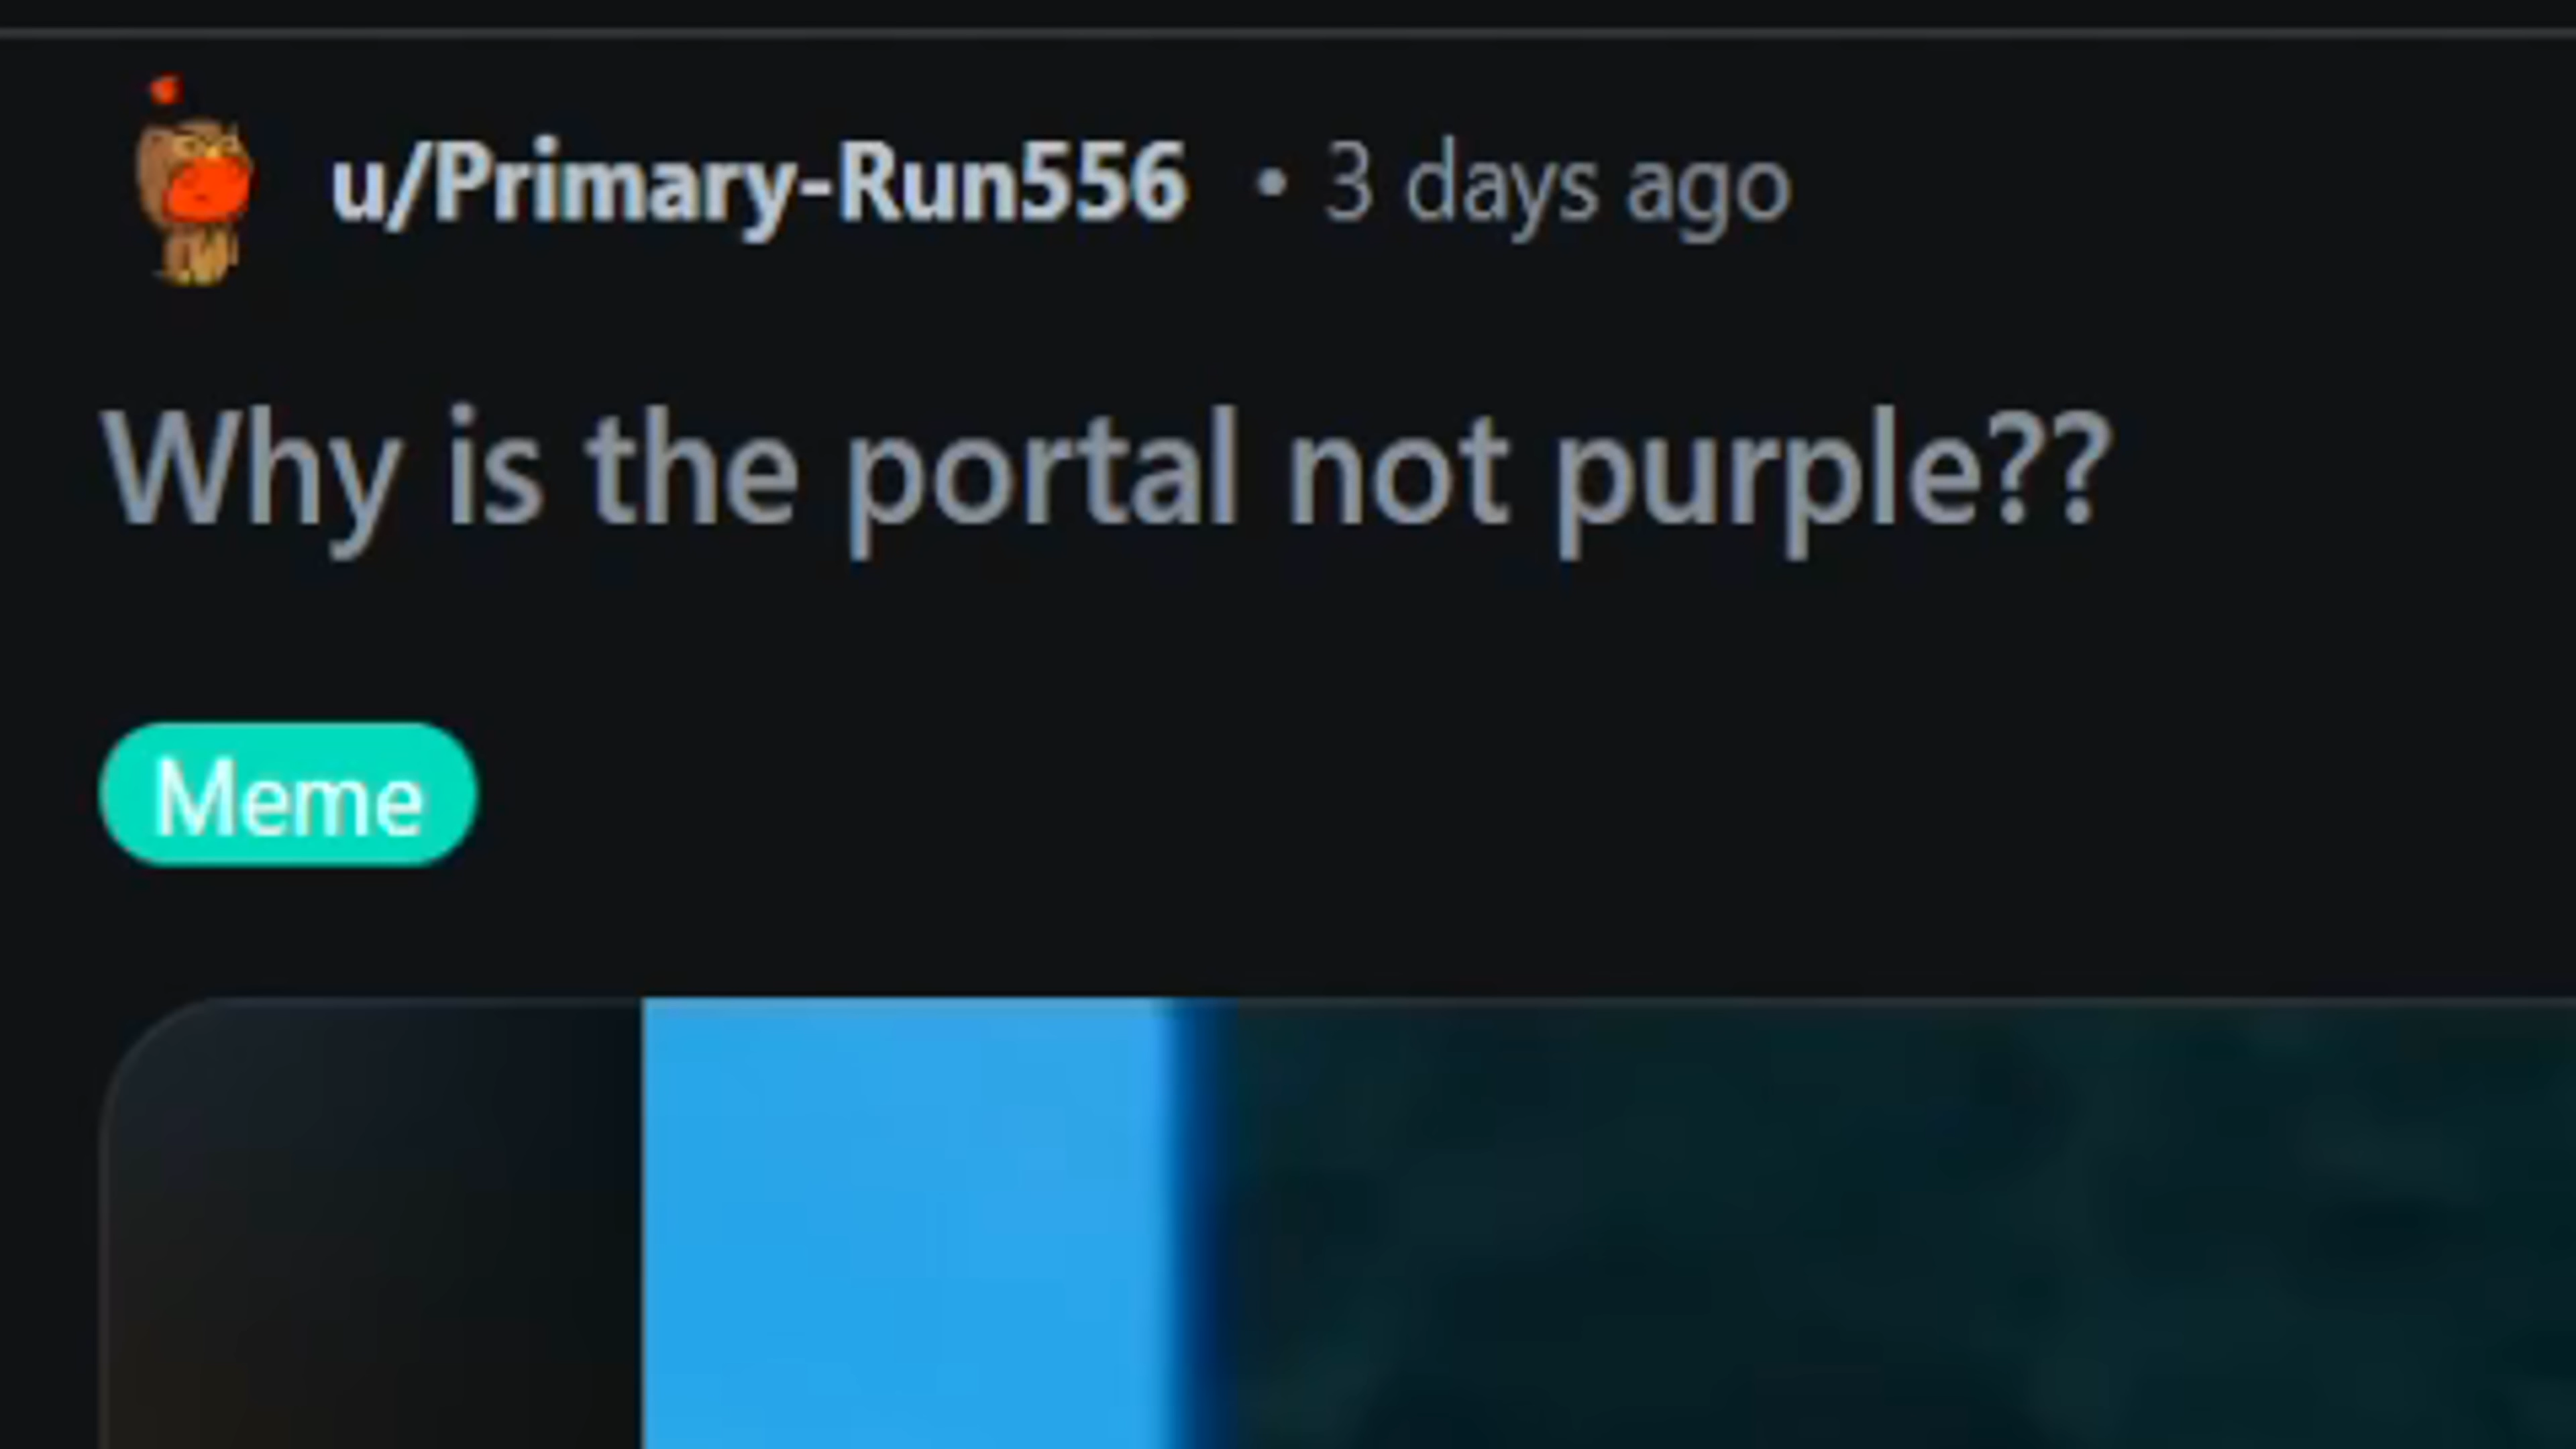 u/Primary-Run556 • 3 days ago
Why is the portal not purple??
Meme